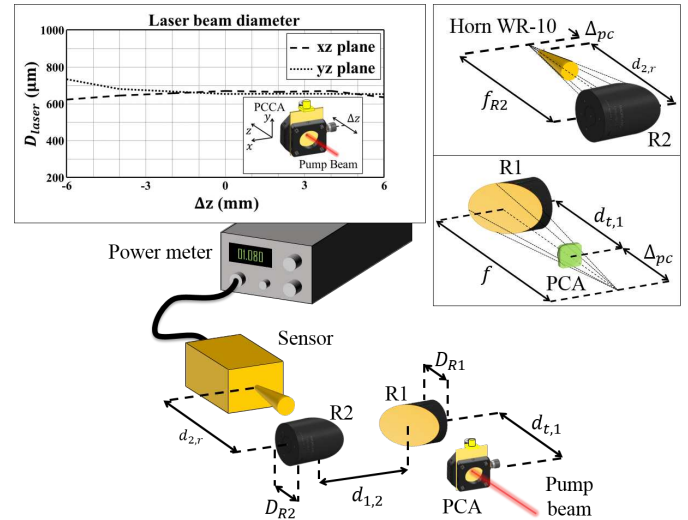 Laser beam diameter
D_laser (μm)
1000
800
600
400
200
xz plane
yz plane
PCCA
y
z
x
Δz
Pump Beam
-6
-3
0
3
6
Δz (mm)
Horn WR-10
Δ_pc
d_2,r
f_R2
R2
R1
d_t,1
f
PCA
Δ_pc
Power meter
01.080
Sensor
D_R1
R1
R2
d_t,1
d_2,r
D_R2
d_1,2
PCA
Pump
beam